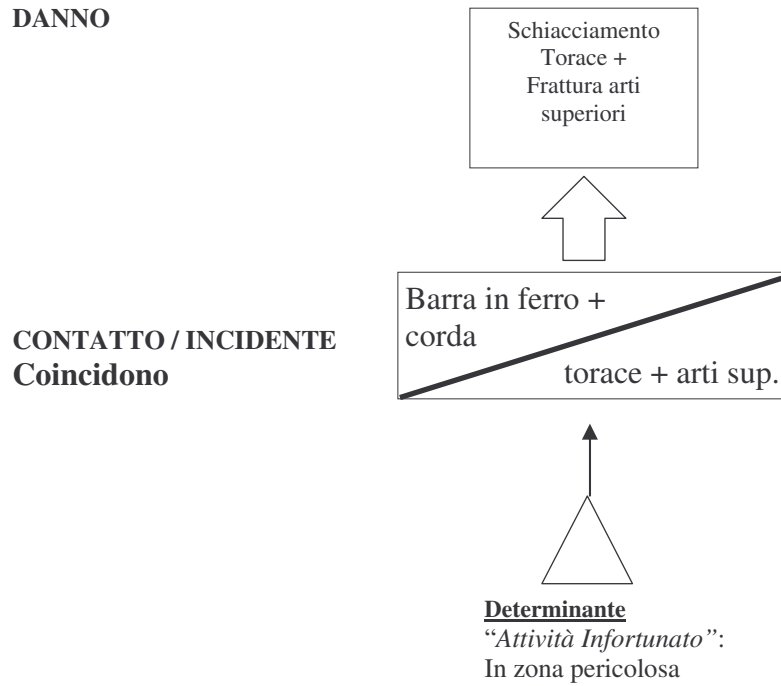 DANNO
Schiacciamento
Torace +
Frattura arti
superiori
CONTATTO / INCIDENTE
Coincidono
Barra in ferro +
corda
torace + arti sup.
Determinante
“Attività Infortunato”:
In zona pericolosa